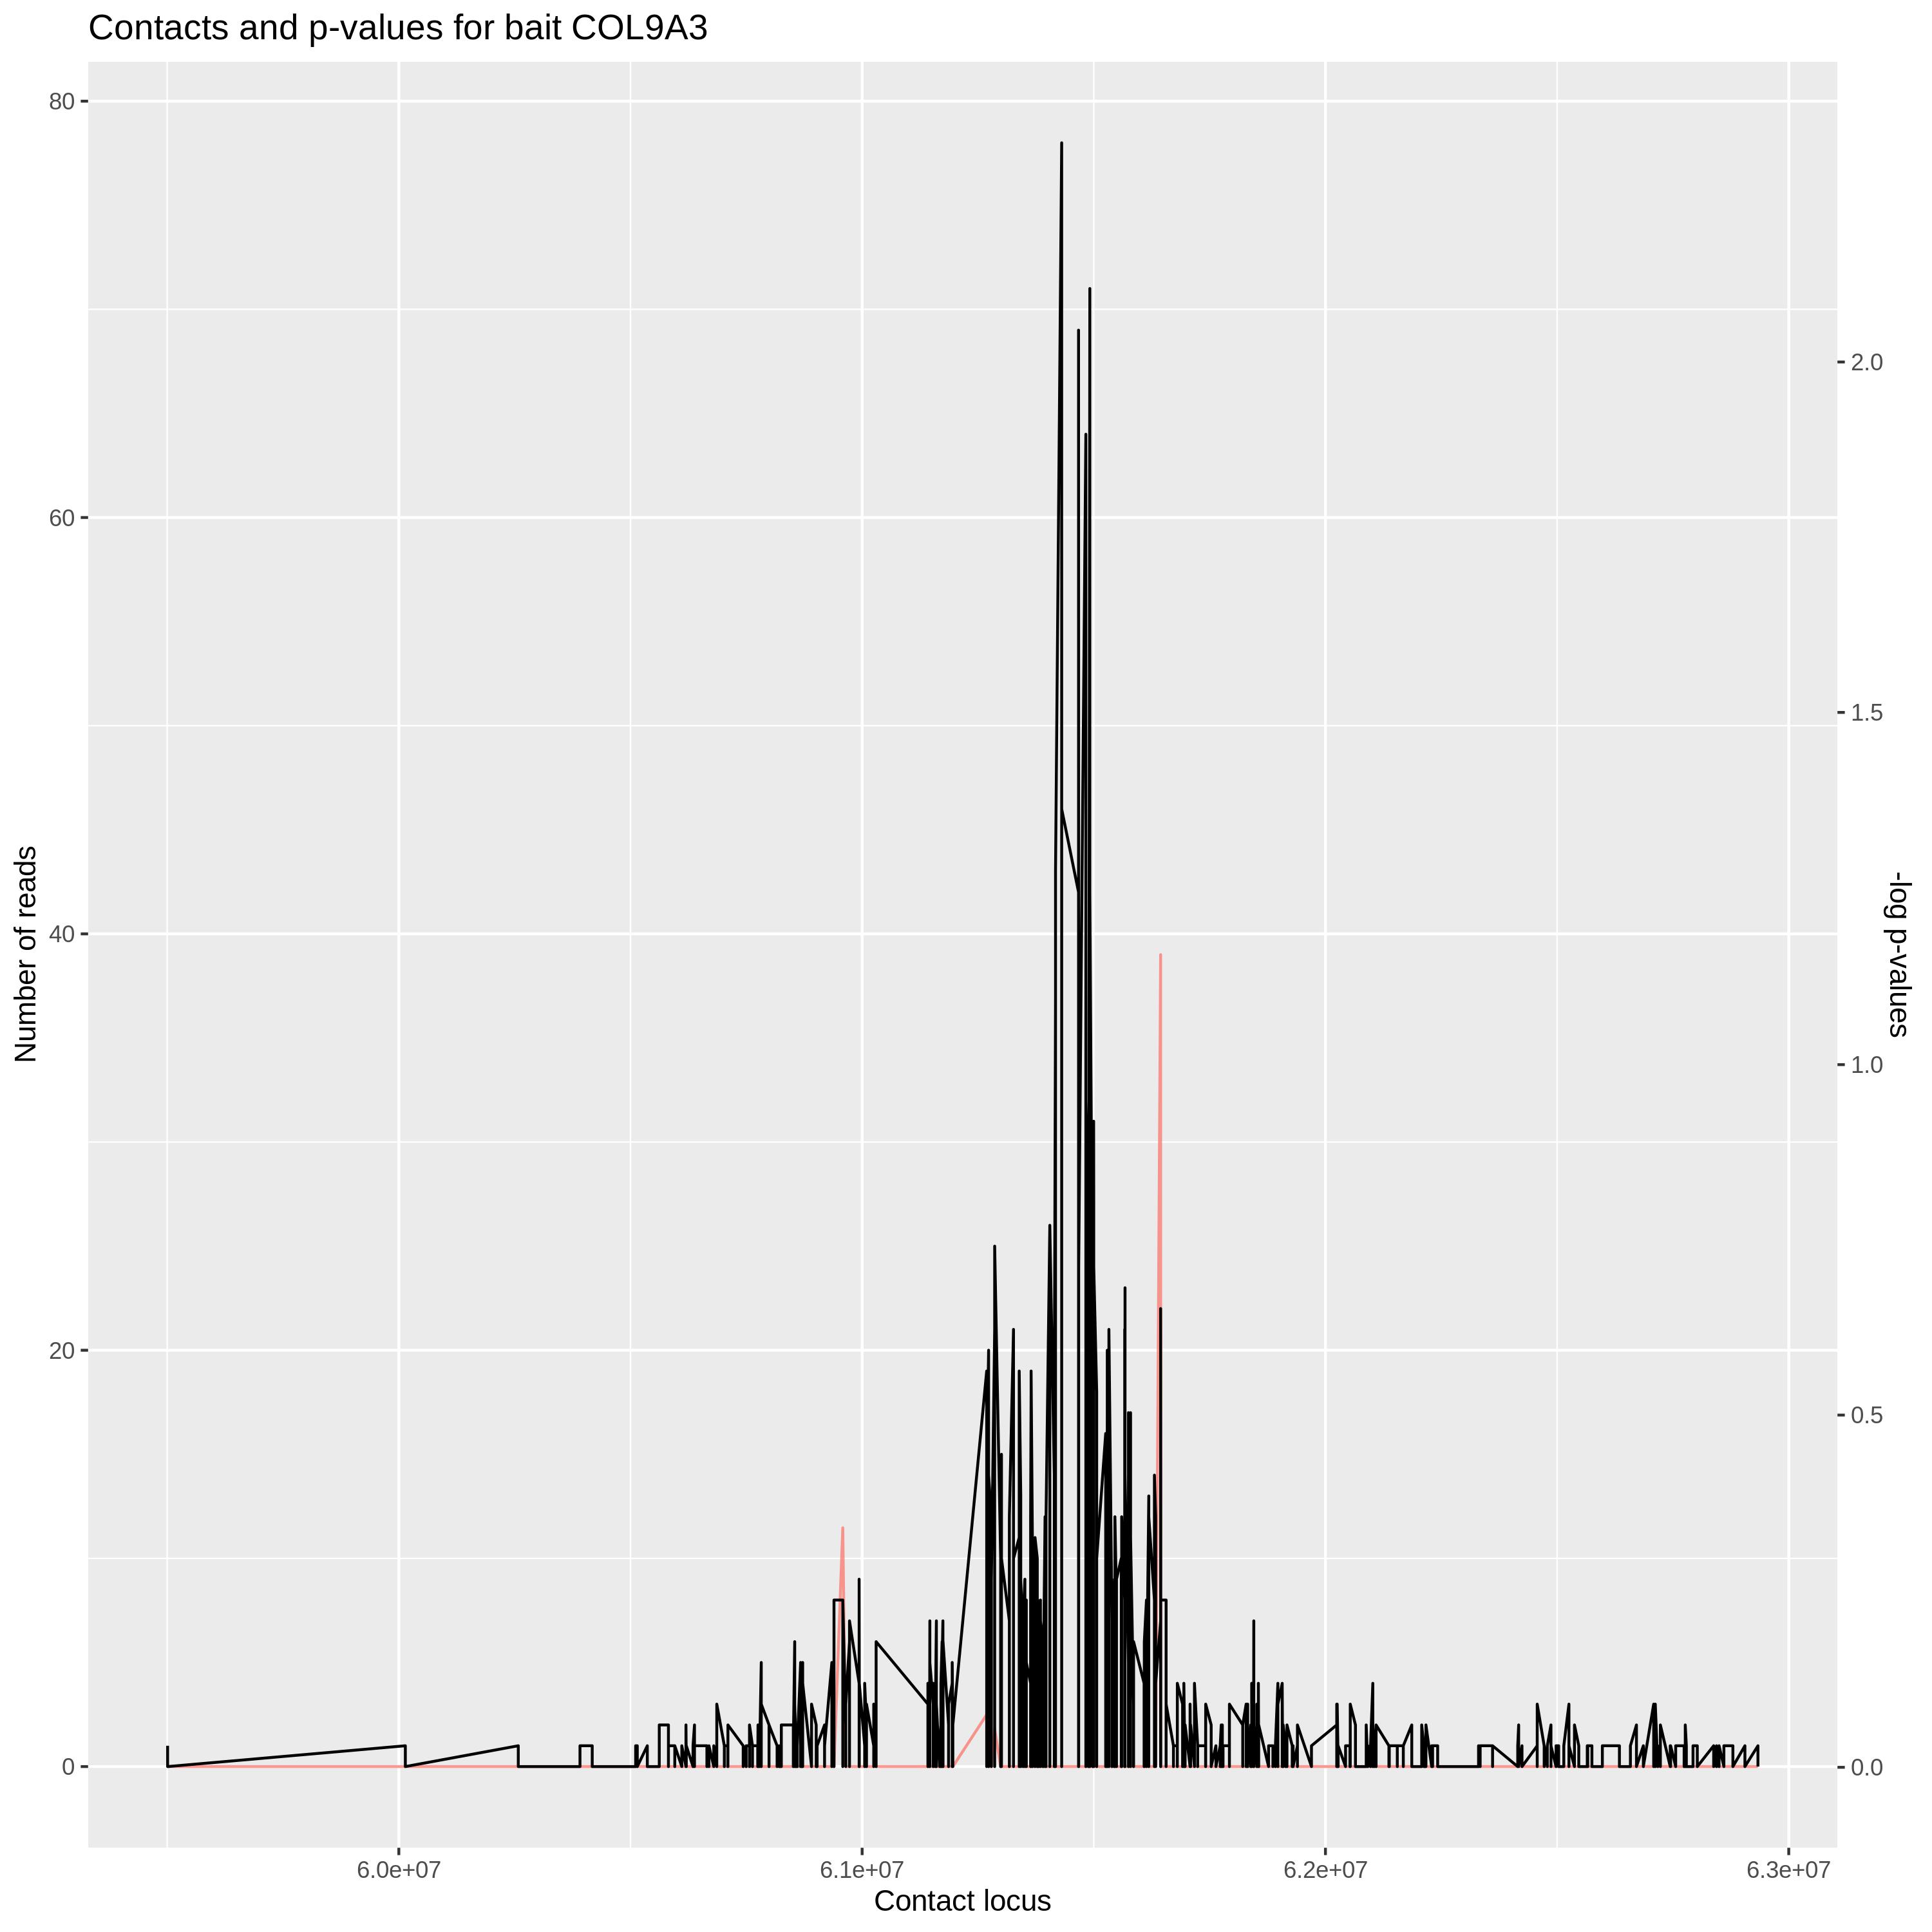 Contacts and p-values for bait COL9A3
80
60
40
20
0
Number of reads
2.0
1.5
1.0
0.5
0.0
-log p-values
6.0e+07
6.1e+07
6.2e+07
6.3e+07
Contact locus